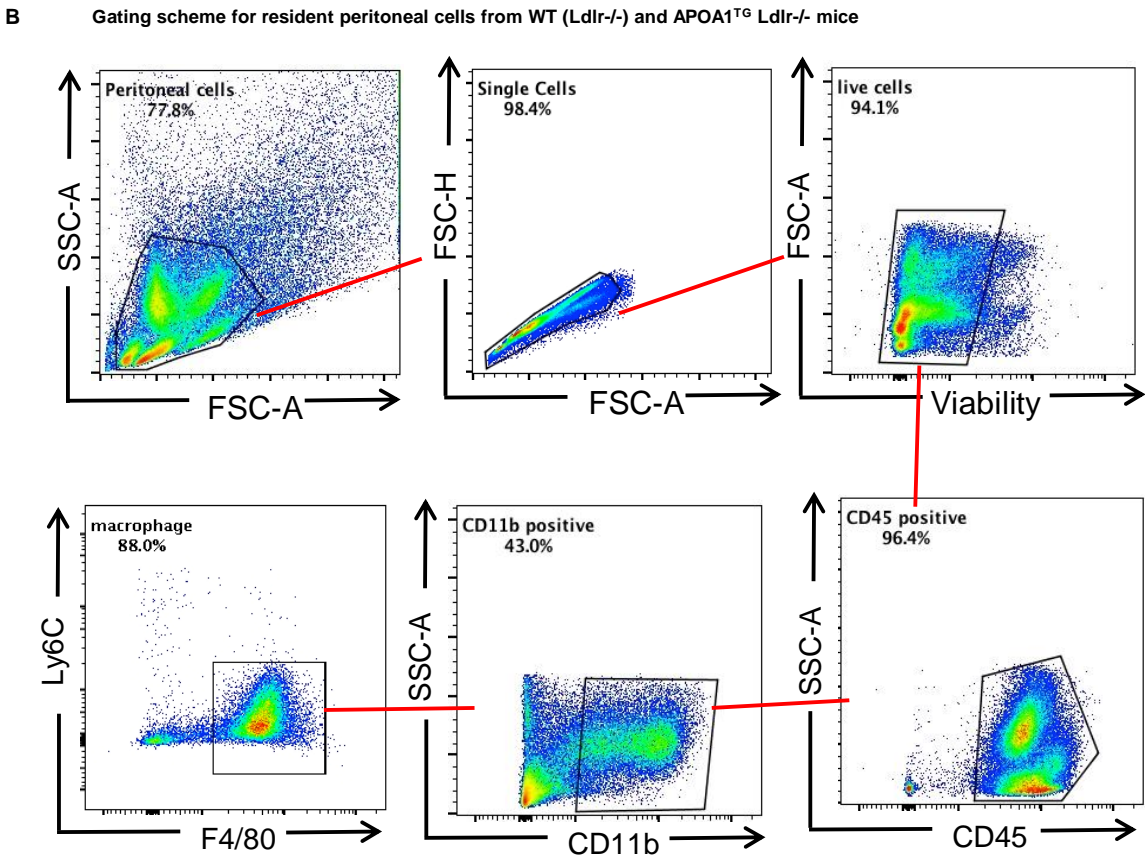 B Gating scheme for resident peritoneal cells from WT (Ldlr-/-) and APOA1TG Ldlr-/- mice
Peritoneal cells
77.8%
SSC-A
FSC-A
Single Cells
98.4%
FSC-H
FSC-A
live cells
94.1%
FSC-A
Viability
macrophage
88.0%
Ly6C
F4/80
CD11b positive
43.0%
SSC-A
CD11b
CD45 positive
96.4%
SSC-A
CD45